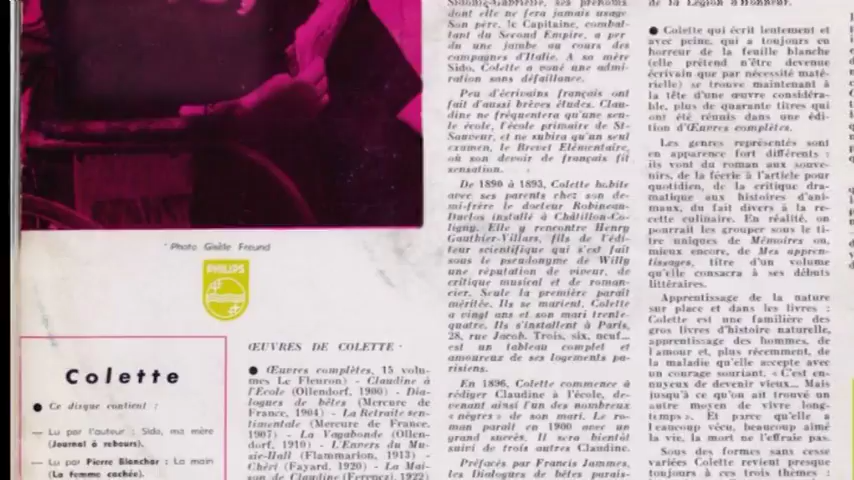 Photo Gisèle Freund
PHILIPS
Colette
● Ce disque contient :
— Lu par l'auteur : Sido, ma mère
(Journal à rebours).
— Lu par Pierre Blanchar : La main
(La femme cachée).
ŒUVRES DE COLETTE
● Œuvres complètes, 15 volu-
mes Le Fleuron) - Claudine à
l'École (Ollendorf, 1900) - Dia-
logues de bêtes (Mercure de
France, 1904) - La Retraite sen-
timentale (Mercure de France,
1907) - La Vagabonde (Ollen-
dorf, 1910) - L'Envers du Mu-
sic-Hall (Flammarion, 1913) -
Chéri (Fayard, 1920) - La Mai-
son de Claudine (Ferenczi, 1922)
Sidonie-Gabrielle, ses prénoms
dont elle ne fera jamais usage
Son père, le Capitaine, combat-
tant du Second Empire, a per-
du une jambe au cours des
campagnes d'Italie. A sa mère
Sido, Colette a voué une admi-
ration sans défaillance.
Peu d'écrivains français ont
fait d'aussi brèves études. Clau-
dine ne fréquentera qu'une seu-
le école, l'école primaire de St-
Sauveur, et ne subira qu'un seul
examen, le Brevet Elémentaire,
où son devoir de français fit
sensation.
De 1890 à 1893, Colette habite
avec ses parents chez son de-
mi-frère le docteur Robineau-
Duclos installé à Châtillon-Co-
ligny. Elle y rencontre Henry
Gauthier-Villars, fils de l'édi-
teur scientifique qui s'est fait
sous le pseudonyme de Willy
une réputation de viveur, de
critique musical et de roman-
cier. Seule la première paraît
méritée. Ils se marient. Colette
a vingt ans et son mari trente-
quatre. Ils s'installent à Paris,
28, rue Jacob. Trois, six, neuf...
est un tableau complet et
amoureux de ses logements pa-
risiens.
En 1896, Colette commence à
rédiger Claudine à l'école, de-
venant ainsi l'un des nombreux
« nègres » de son mari. Le ro-
man paraît en 1900 avec un
grand succès. Il sera bientôt
suivi de trois autres Claudine.
Préfacés par Francis Jammes,
les Dialogues de bêtes parais-
de la Légion d'Honneur.
● Colette qui écrit lentement et
avec peine, qui a toujours eu
horreur de la feuille blanche
(elle prétend n'être devenue
écrivain que par nécessité maté-
rielle) se trouve maintenant à
la tête d'une œuvre considéra-
ble, plus de quarante titres qui
ont été réunis dans une édi-
tion d'Œuvres complètes.
Les genres représentés sont
en apparence fort différents :
ils vont du roman aux souve-
nirs, de la féerie à l'article pour
quotidien, de la critique dra-
matique aux histoires d'ani-
maux, du fait divers à la re-
cette culinaire. En réalité, on
pourrait les grouper sous le ti-
tre uniques de Mémoires ou,
mieux encore, de Mes appren-
tissages, titre d'un volume
qu'elle consacra à ses débuts
littéraires.
Apprentissage de la nature
sur place et dans les livres :
Colette est une familière des
gros livres d'histoire naturelle,
apprentissage des hommes, de
l'amour et, plus récemment, de
la maladie qu'elle accepte avec
un courage souriant. « C'est en-
nuyeux de devenir vieux... Mais
jusqu'à ce qu'on ait trouvé un
autre moyen de vivre long-
temps ». Et parce qu'elle a
beaucoup vécu, beaucoup aimé
la vie, la mort ne l'effraie pas.
Sous des formes sans cesse
variées Colette revient presque
toujours à ces trois thèmes :